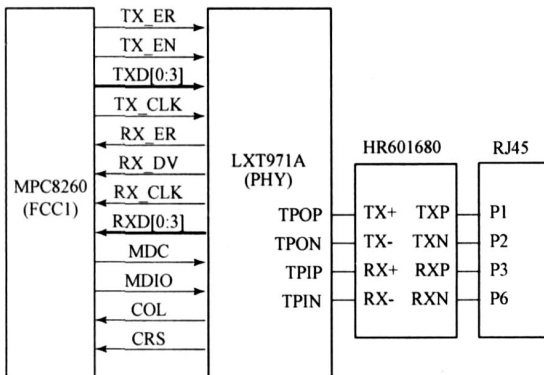 TX_ER
TX_EN
TXD[0:3]
TX_CLK
RX_ER
RX_DV
RX_CLK
RXD[0:3]
MDC
MDIO
COL
CRS
MPC8260
(FCC1)
LXT971A
(PHY)
TPOP
TPON
TPIP
TPIN
HR601680
TX+ TXP
TX- TXN
RX+ RXP
RX- RXN
RJ45
P1
P2
P3
P6